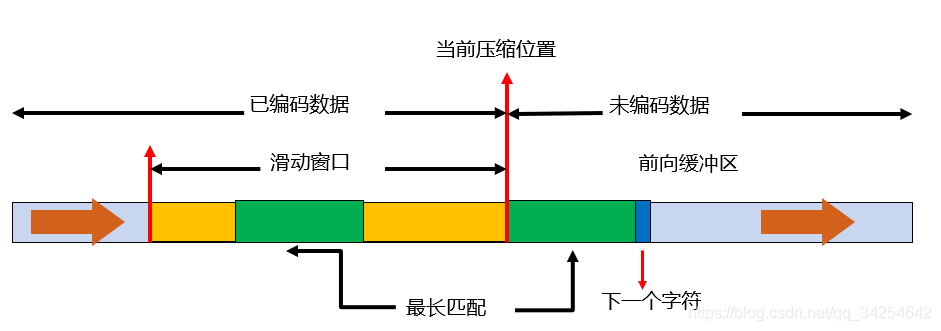 当前压缩位置
已编码数据
未编码数据
滑动窗口
前向缓冲区
最长匹配
下一个字符
https://blog.csdn.net/qq_34254642